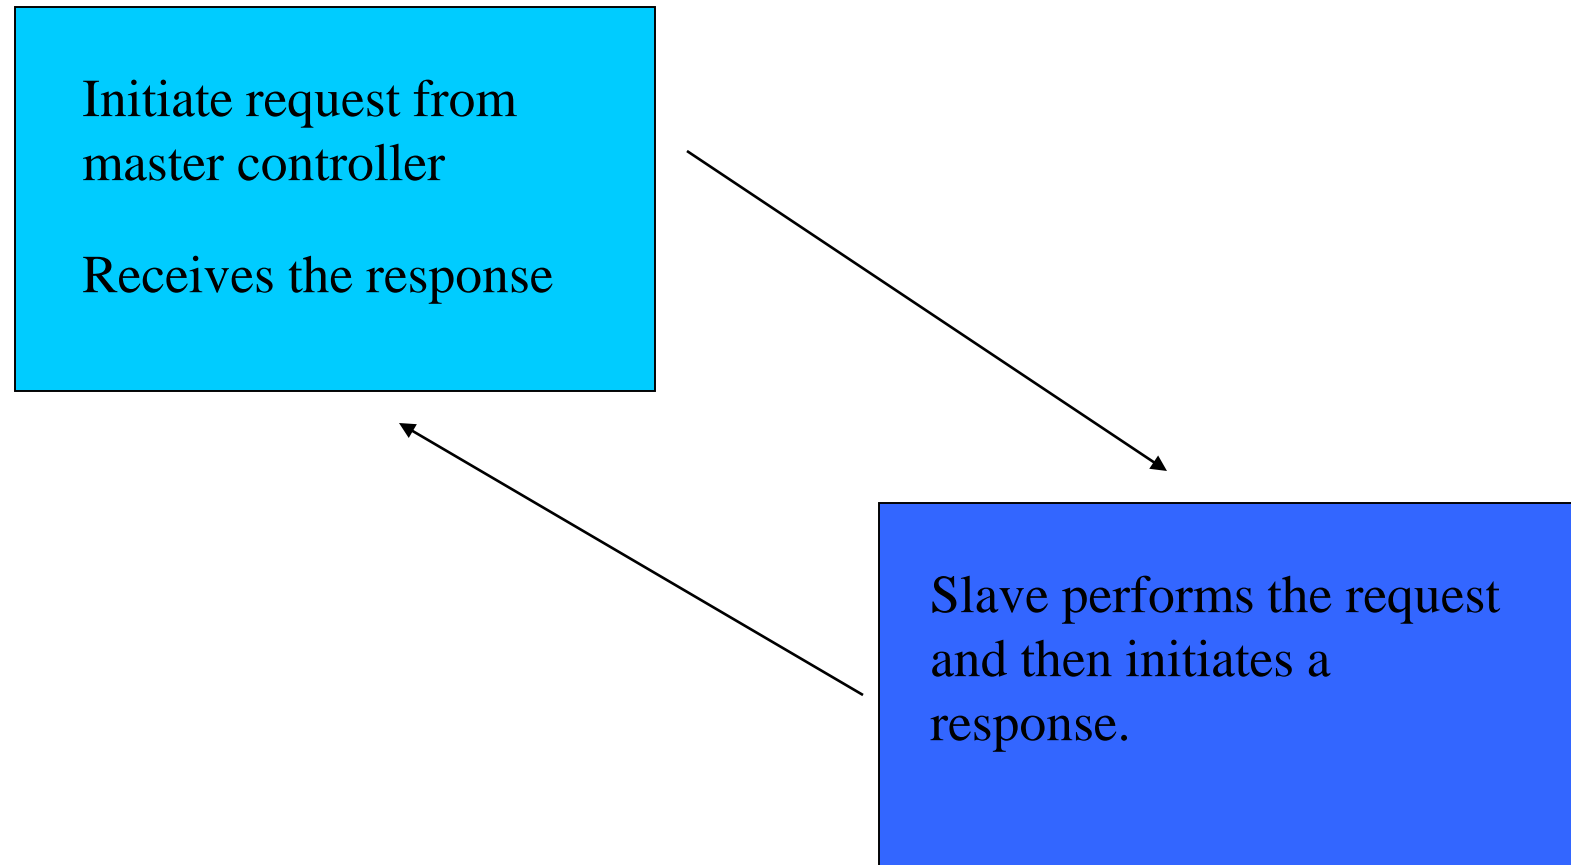 Initiate request from
master controller
Receives the response
Slave performs the request
and then initiates a
response.